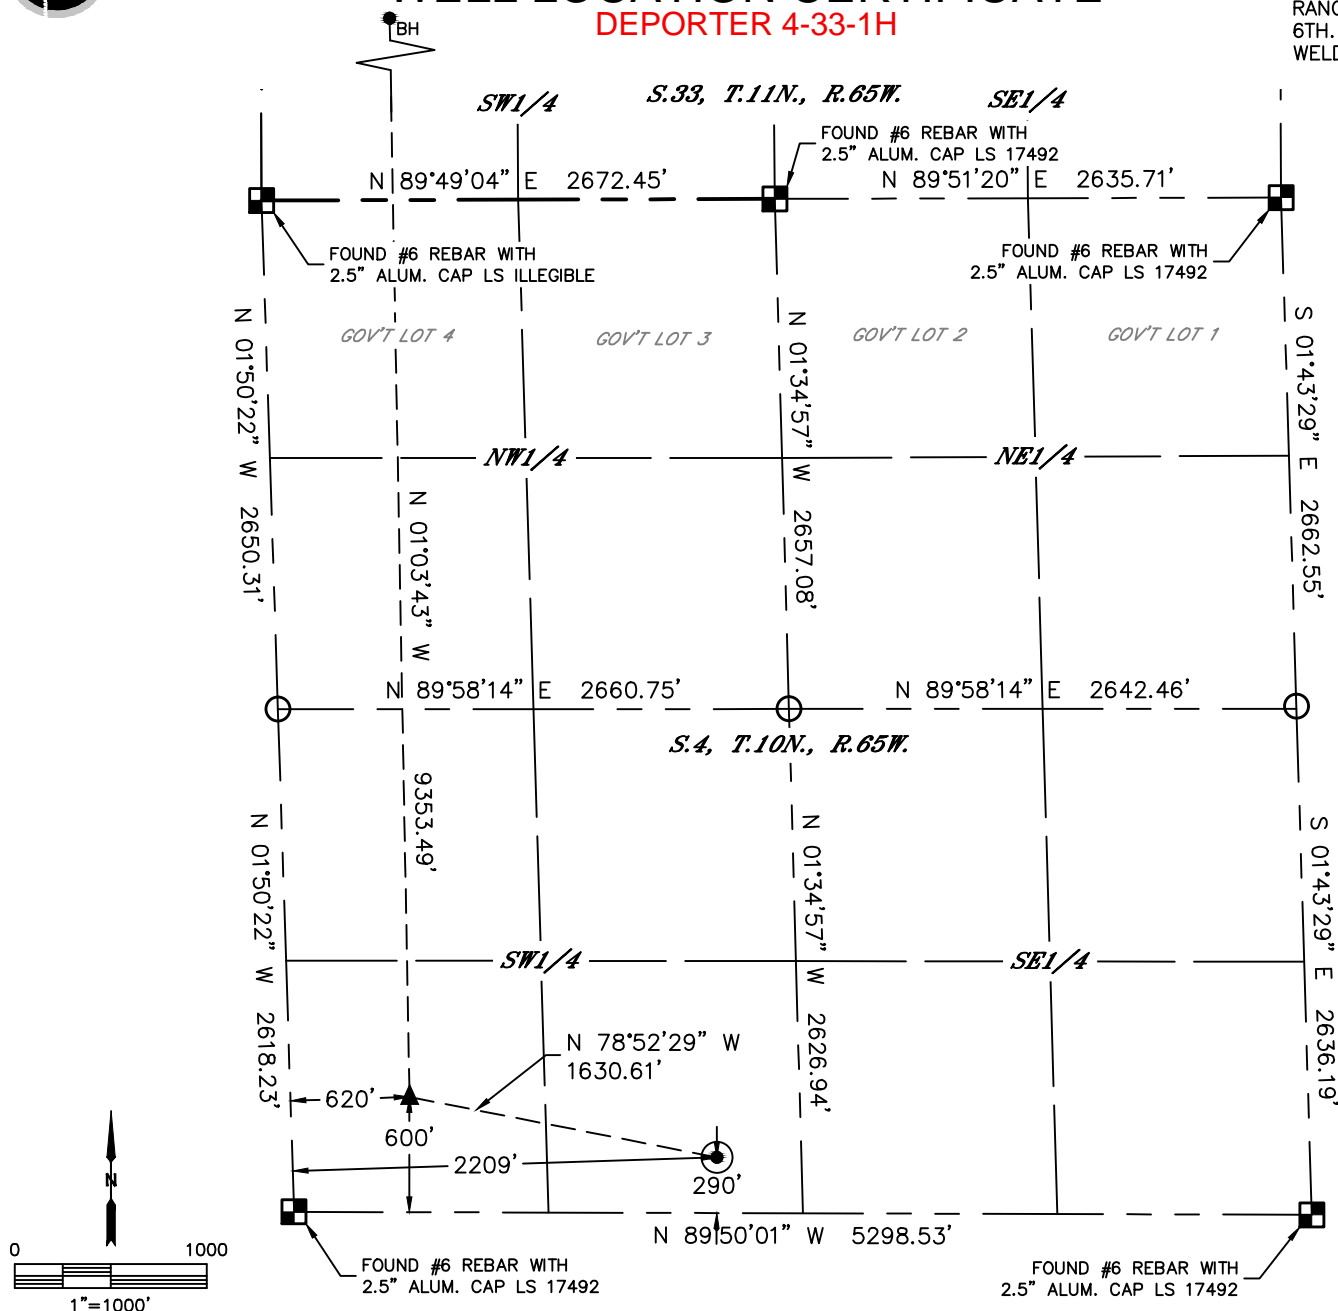 WELL LOCATION CERTIFICATE
DEPORTER 4-33-1H
6TH.
BH
SW1/4
S.33, T.11N., R.65W.
SE1/4
FOUND #6 REBAR WITH
2.5" ALUM. CAP LS 17492
N 89°49'04" E 2672.45'
N 89°51'20" E 2635.71'
FOUND #6 REBAR WITH
2.5" ALUM. CAP LS ILLEGIBLE
FOUND #6 REBAR WITH
2.5" ALUM. CAP LS 17492
GOV'T LOT 4
GOV'T LOT 3
GOV'T LOT 2
GOV'T LOT 1
N 01°50'22" W 2650.31'
N 01°34'57" W 2657.08'
S 01°43'29" E 2662.55'
NW1/4
NE1/4
N 01°03'43" W 9353.49'
N 89°58'14" E 2660.75'
N 89°58'14" E 2642.46'
S.4, T.10N., R.65W.
N 01°50'22" W 2618.23'
N 01°34'57" W 2626.94'
S 01°43'29" E 2636.19'
SW1/4
SE1/4
N 78°52'29" W
1630.61'
620'
600'
2209'
290'
N 89°50'01" W 5298.53'
N
0 1000
1"=1000'
FOUND #6 REBAR WITH
2.5" ALUM. CAP LS 17492
FOUND #6 REBAR WITH
2.5" ALUM. CAP LS 17492